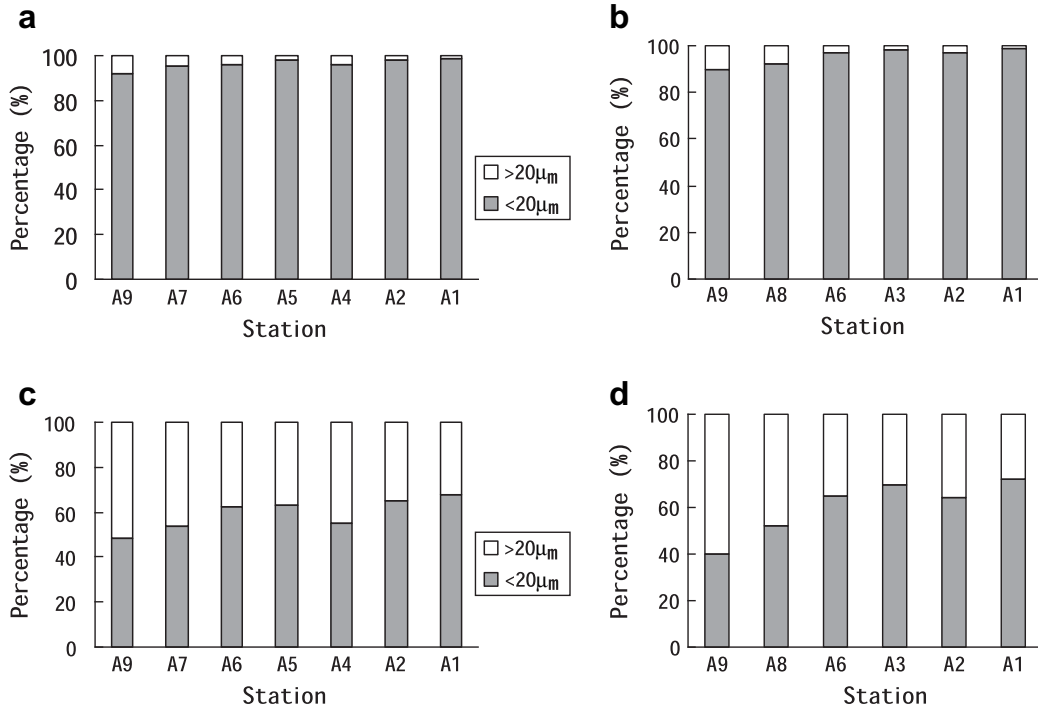 a
100
80
60
40
20
0
Percentage (%)
A9 A7 A6 A5 A4 A2 A1
Station
>20μm
<20μm
b
100
80
60
40
20
0
Percentage (%)
A9 A8 A6 A3 A2 A1
Station
c
100
80
60
40
20
0
Percentage (%)
A9 A7 A6 A5 A4 A2 A1
Station
>20μm
<20μm
d
100
80
60
40
20
0
Percentage (%)
A9 A8 A6 A3 A2 A1
Station